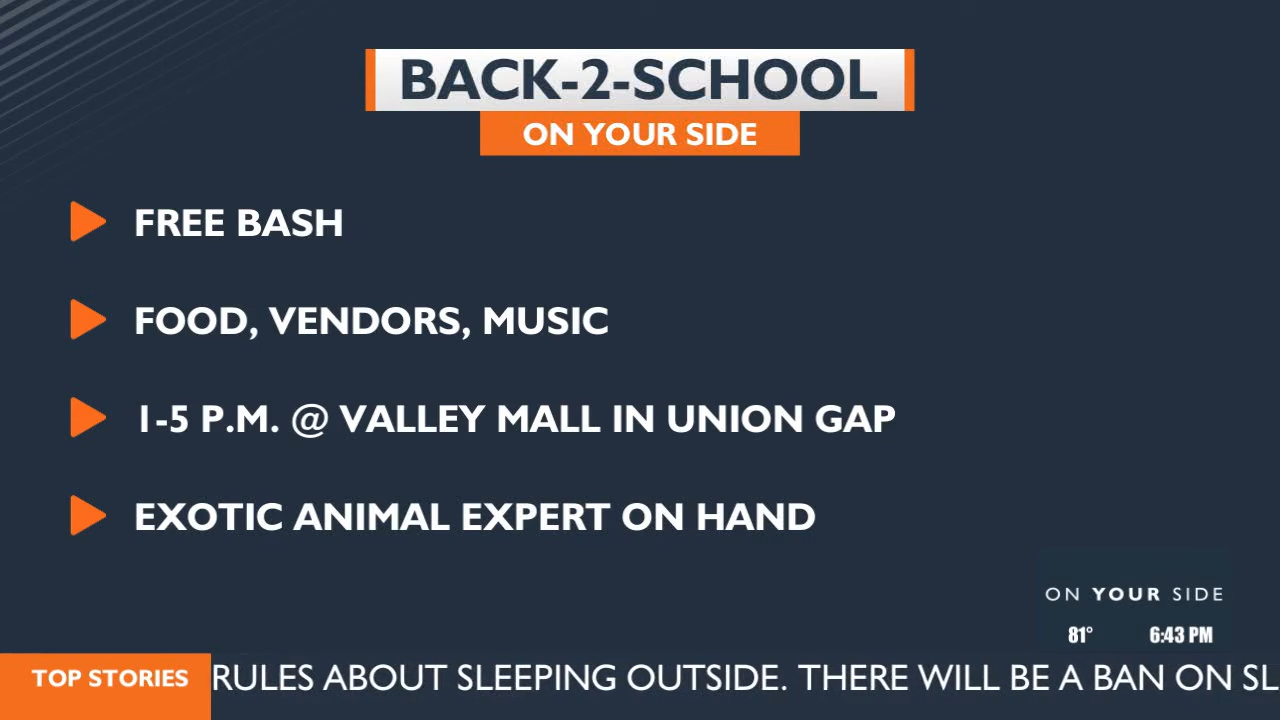 BACK-2-SCHOOL
ON YOUR SIDE
FREE BASH
FOOD, VENDORS, MUSIC
1-5 P.M. @ VALLEY MALL IN UNION GAP
EXOTIC ANIMAL EXPERT ON HAND
ON YOUR SIDE
81° 6:43 PM
TOP STORIES RULES ABOUT SLEEPING OUTSIDE. THERE WILL BE A BAN ON SL